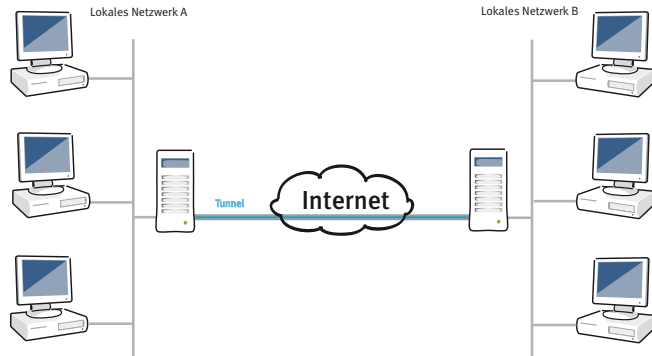 Lokales Netzwerk A
Lokales Netzwerk B
Tunnel
Internet